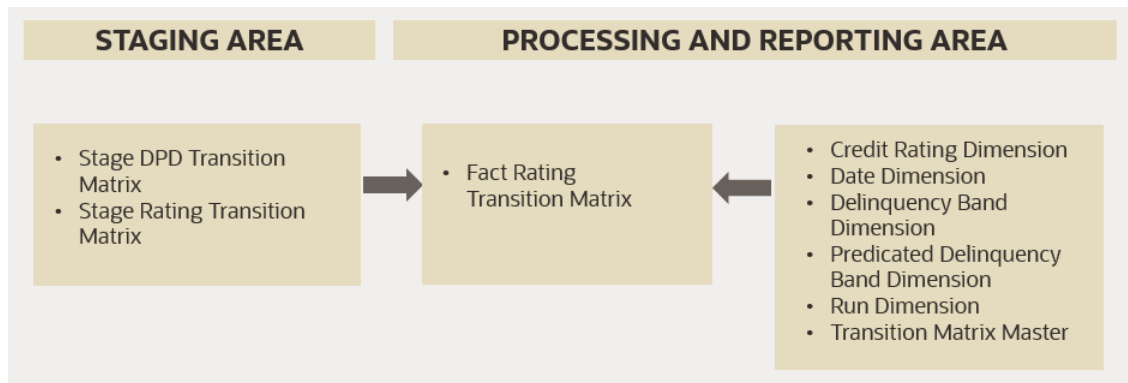 STAGING AREA
PROCESSING AND REPORTING AREA
• Stage DPD Transition
Matrix
• Stage Rating Transition
Matrix
• Fact Rating
Transition Matrix
• Credit Rating Dimension
• Date Dimension
• Delinquency Band
Dimension
• Predicated Delinquency
Band Dimension
• Run Dimension
• Transition Matrix Master